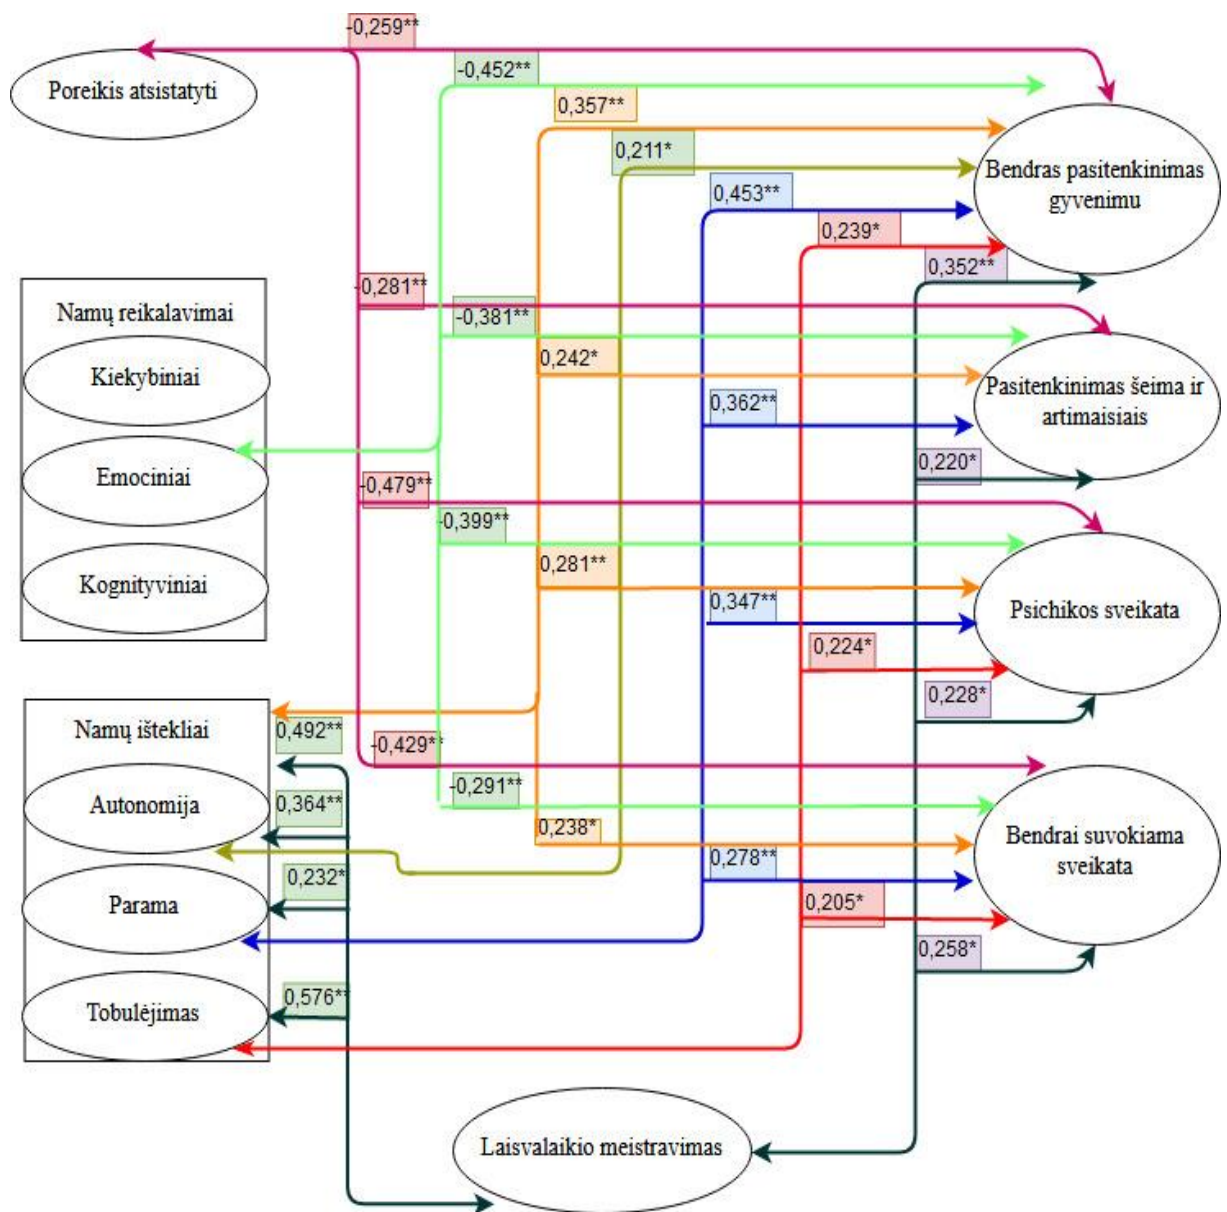 -0,259**
Poreikis atsistatyti
-0,452**
0,357**
0,211*
0,453**
0,239*
0,352**
Bendras pasitenkinimas
gyvenimu
Namų reikalavimai
Kiekybiniai
Emociniai
Kognityviniai
-0,281**
-0,381**
0,242*
0,362**
0,220*
Pasitenkinimas šeima ir
artimaisiais
-0,479**
-0,399**
0,281**
0,347**
0,224*
0,228*
Psichikos sveikata
Namų ištekliai
Autonomija
Parama
Tobulėjimas
0,492**
0,364**
0,232*
0,576**
-0,429**
-0,291**
0,238*
0,278**
0,205*
0,258*
Bendrai suvokiama
sveikata
Laisvalaikio meistravimas